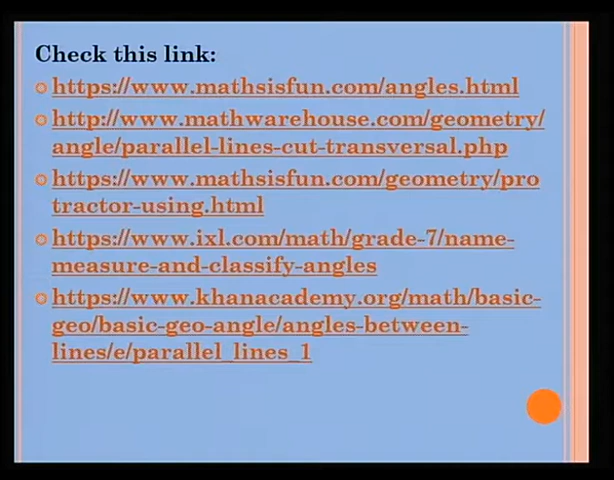 Check this link:
https://www.mathsisfun.com/angles.html
http://www.mathwarehouse.com/geometry/
angle/parallel-lines-cut-transversal.php
https://www.mathsisfun.com/geometry/pro
tractor-using.html
https://www.ixl.com/math/grade-7/name-
measure-and-classify-angles
https://www.khanacademy.org/math/basic-
geo/basic-geo-angle/angles-between-
lines/e/parallel_lines_1